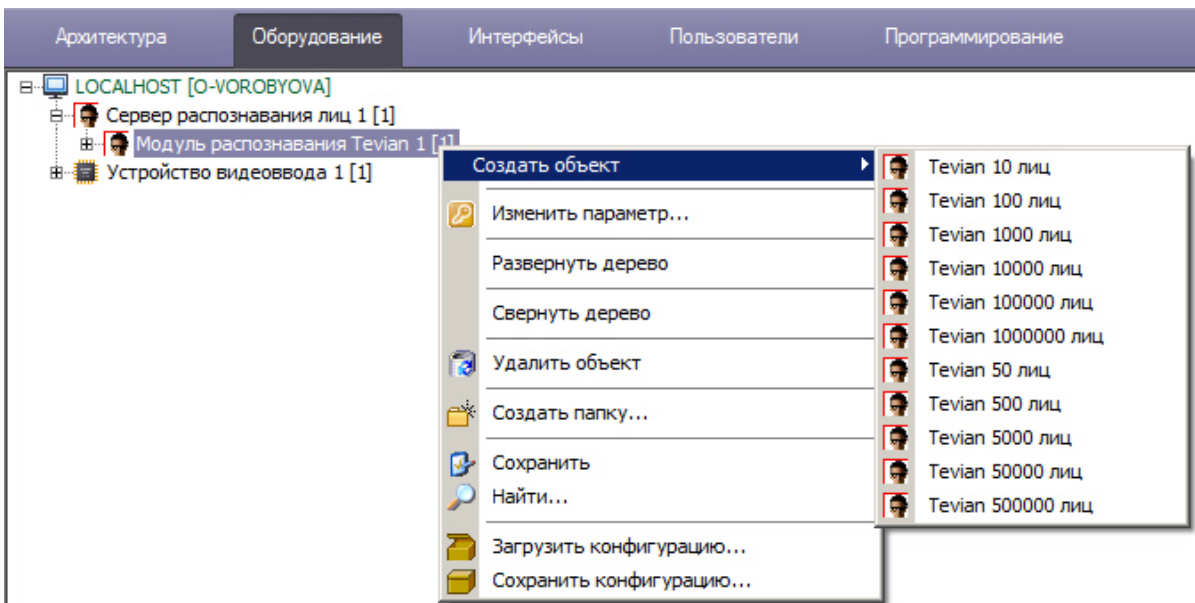 Архитектура
Оборудование
Интерфейсы
Пользователи
Программирование
LOCALHOST [O-VOROBYOVA]
Сервер распознавания лиц 1 [1]
Модуль распознавания Tevian 1 [1]
Устройство видеоввода 1 [1]
Создать объект
Изменить параметр...
Развернуть дерево
Свернуть дерево
Удалить объект
Создать папку...
Сохранить
Найти...
Загрузить конфигурацию...
Сохранить конфигурацию...
Tevian 10 лиц
Tevian 100 лиц
Tevian 1000 лиц
Tevian 10000 лиц
Tevian 100000 лиц
Tevian 1000000 лиц
Tevian 50 лиц
Tevian 500 лиц
Tevian 5000 лиц
Tevian 50000 лиц
Tevian 500000 лиц